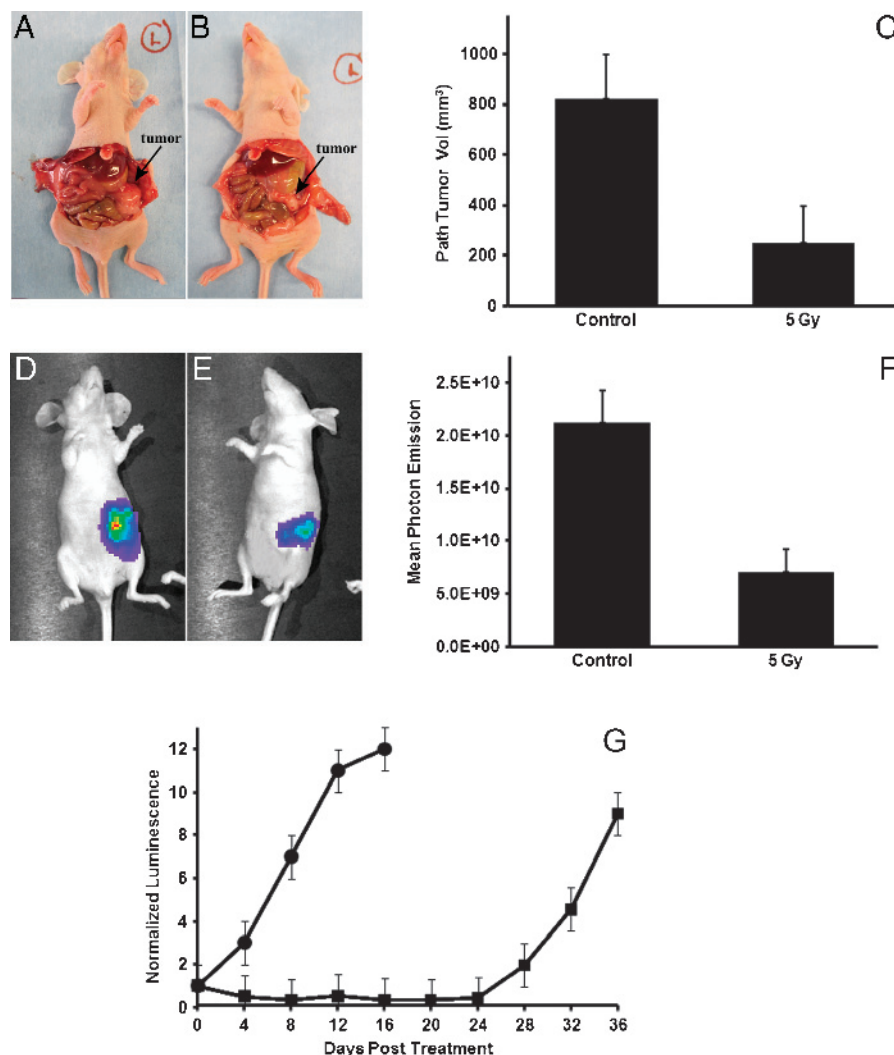 A
L
B
L
tumor
tumor
C
Path Tumor Vol (mm³)
1000
800
600
400
200
0
Control
5 Gy
D
E
F
Mean Photon Emission
2.5E+10
2.0E+10
1.5E+10
1.0E+10
5.0E+09
0.0E+00
Control
5 Gy
G
Normalized Luminescence
12
10
8
6
4
2
0
0 4 8 12 16 20 24 28 32 36
Days Post Treatment